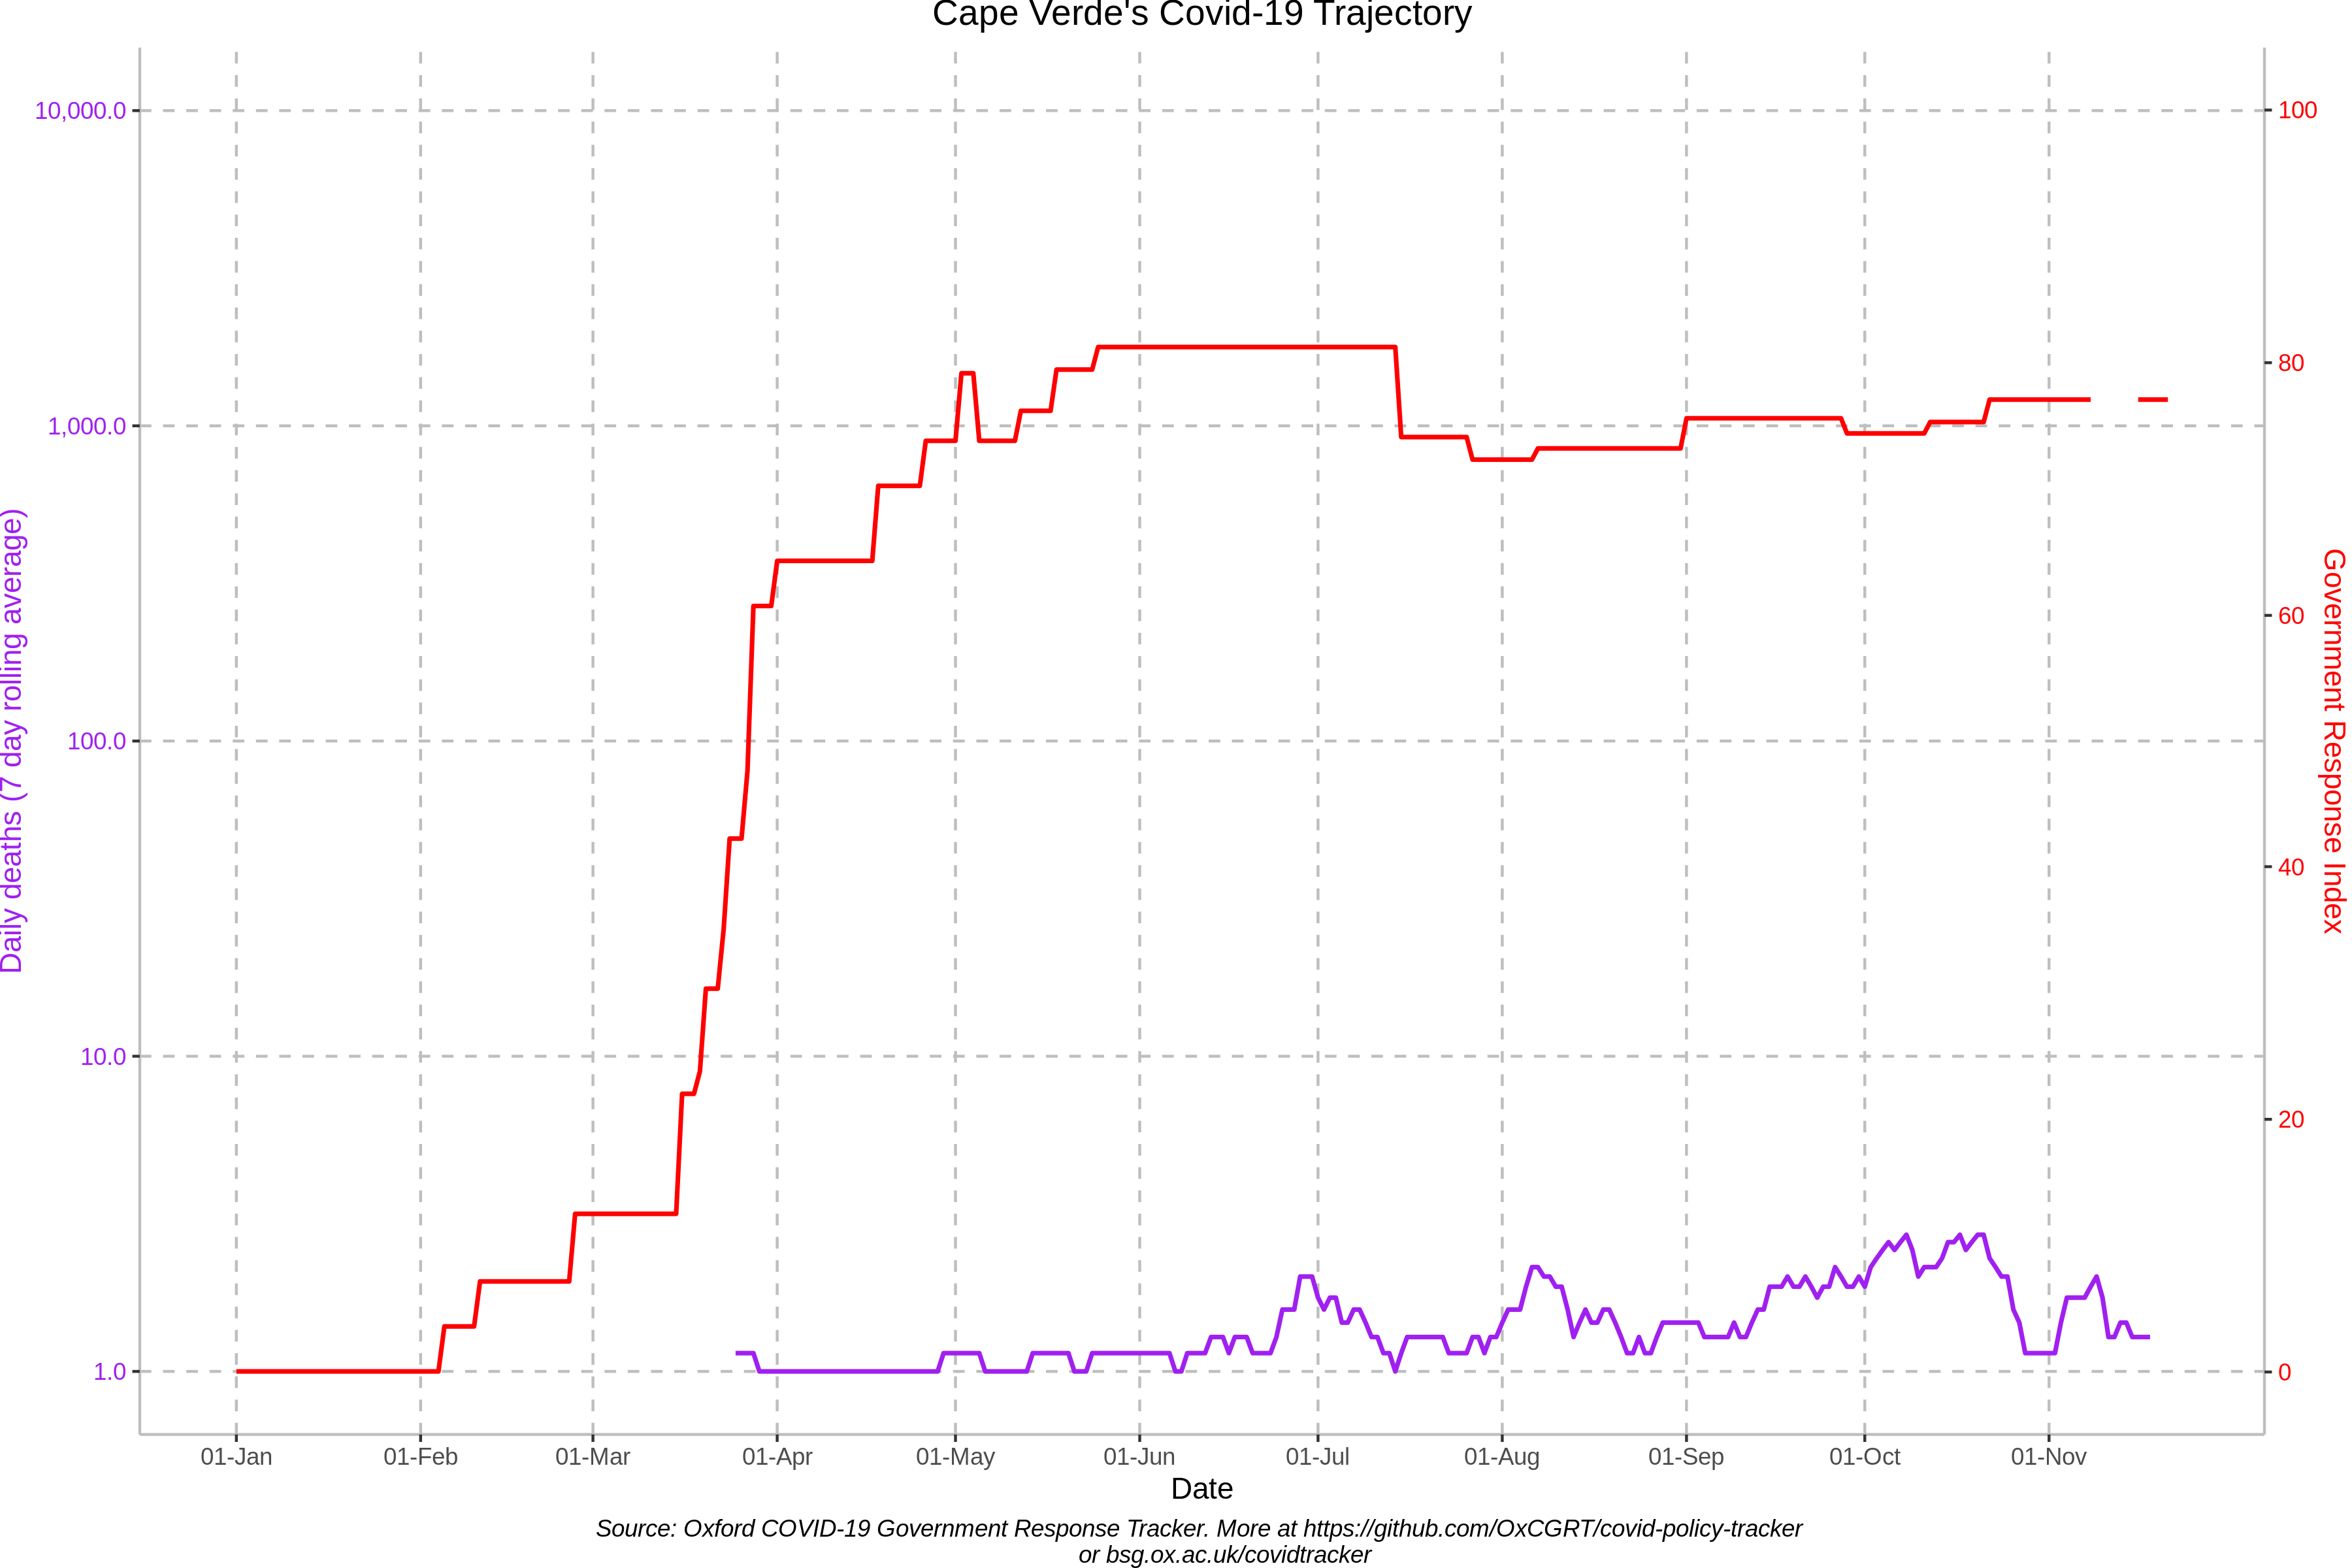 Cape Verde's Covid-19 Trajectory
10,000.0
1,000.0
100.0
10.0
1.0
Daily deaths (7 day rolling average)
100
80
60
40
20
0
Government Response Index
01-Jan 01-Feb 01-Mar 01-Apr 01-May 01-Jun 01-Jul 01-Aug 01-Sep 01-Oct 01-Nov
Date
Source: Oxford COVID-19 Government Response Tracker. More at https://github.com/OxCGRT/covid-policy-tracker
or bsg.ox.ac.uk/covidtracker